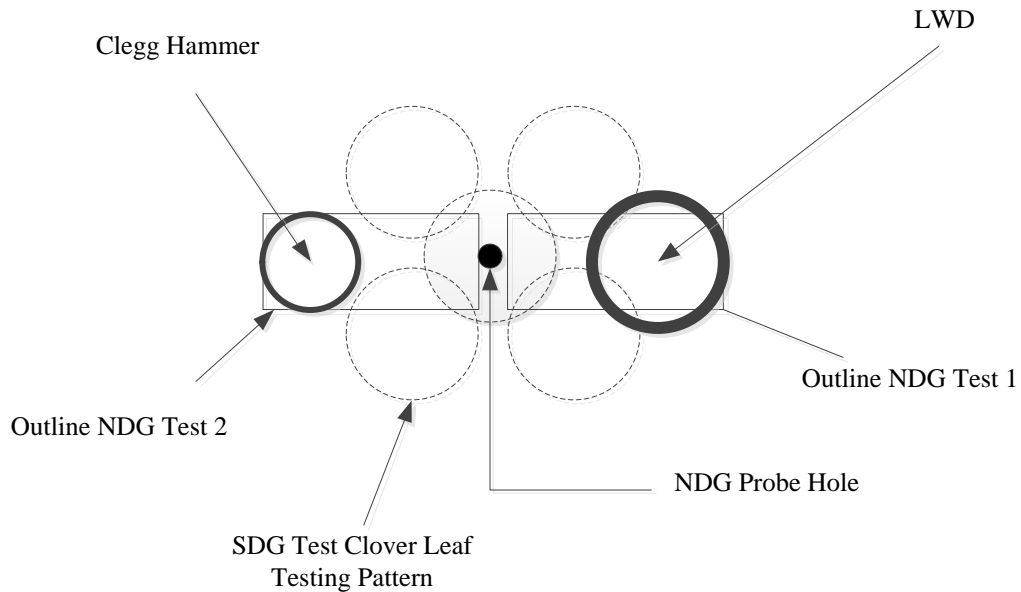 LWD
Clegg Hammer
Outline NDG Test 1
Outline NDG Test 2
NDG Probe Hole
SDG Test Clover Leaf
Testing Pattern